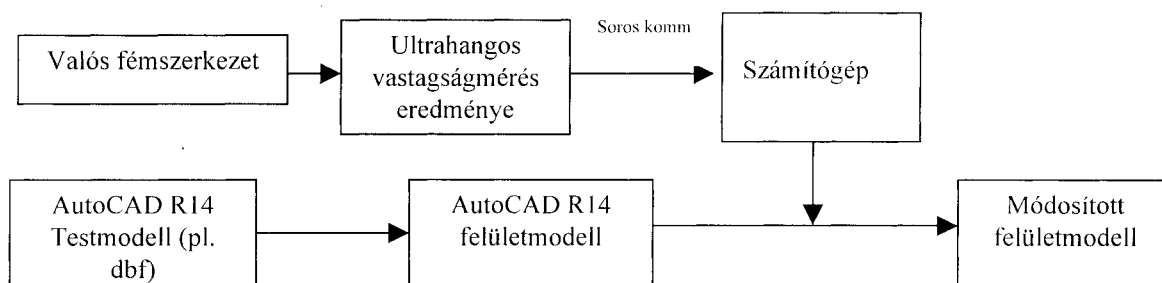 Valós fémszerkezet
Ultrahangos
vastagságmérés
eredménye
Soros komm
Számítógép
AutoCAD R14
Testmodell (pl.
dbf)
AutoCAD R14
felületmodell
Módosított
felületmodell